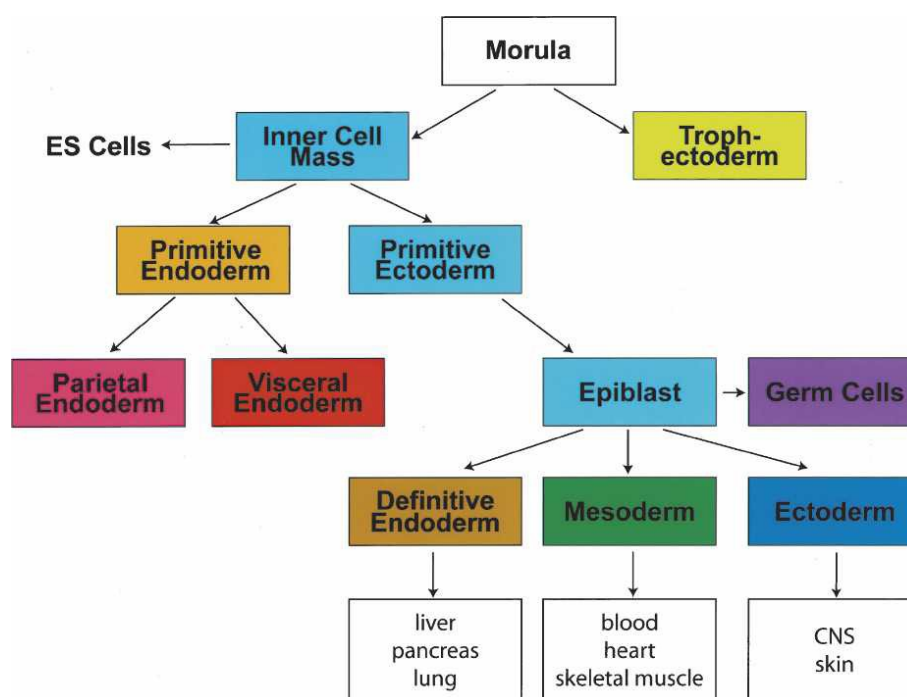 Morula
ES Cells
Inner Cell
Mass
Troph-
ectoderm
Primitive
Endoderm
Primitive
Ectoderm
Parietal
Endoderm
Visceral
Endoderm
Epiblast
Germ Cells
Definitive
Endoderm
Mesoderm
Ectoderm
liver
pancreas
lung
blood
heart
skeletal muscle
CNS
skin